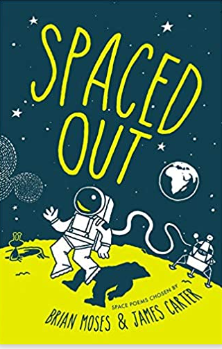 SPACED
OUT
SPACE POEMS CHOSEN BY
BRIAN MOSES & JAMES CARTER